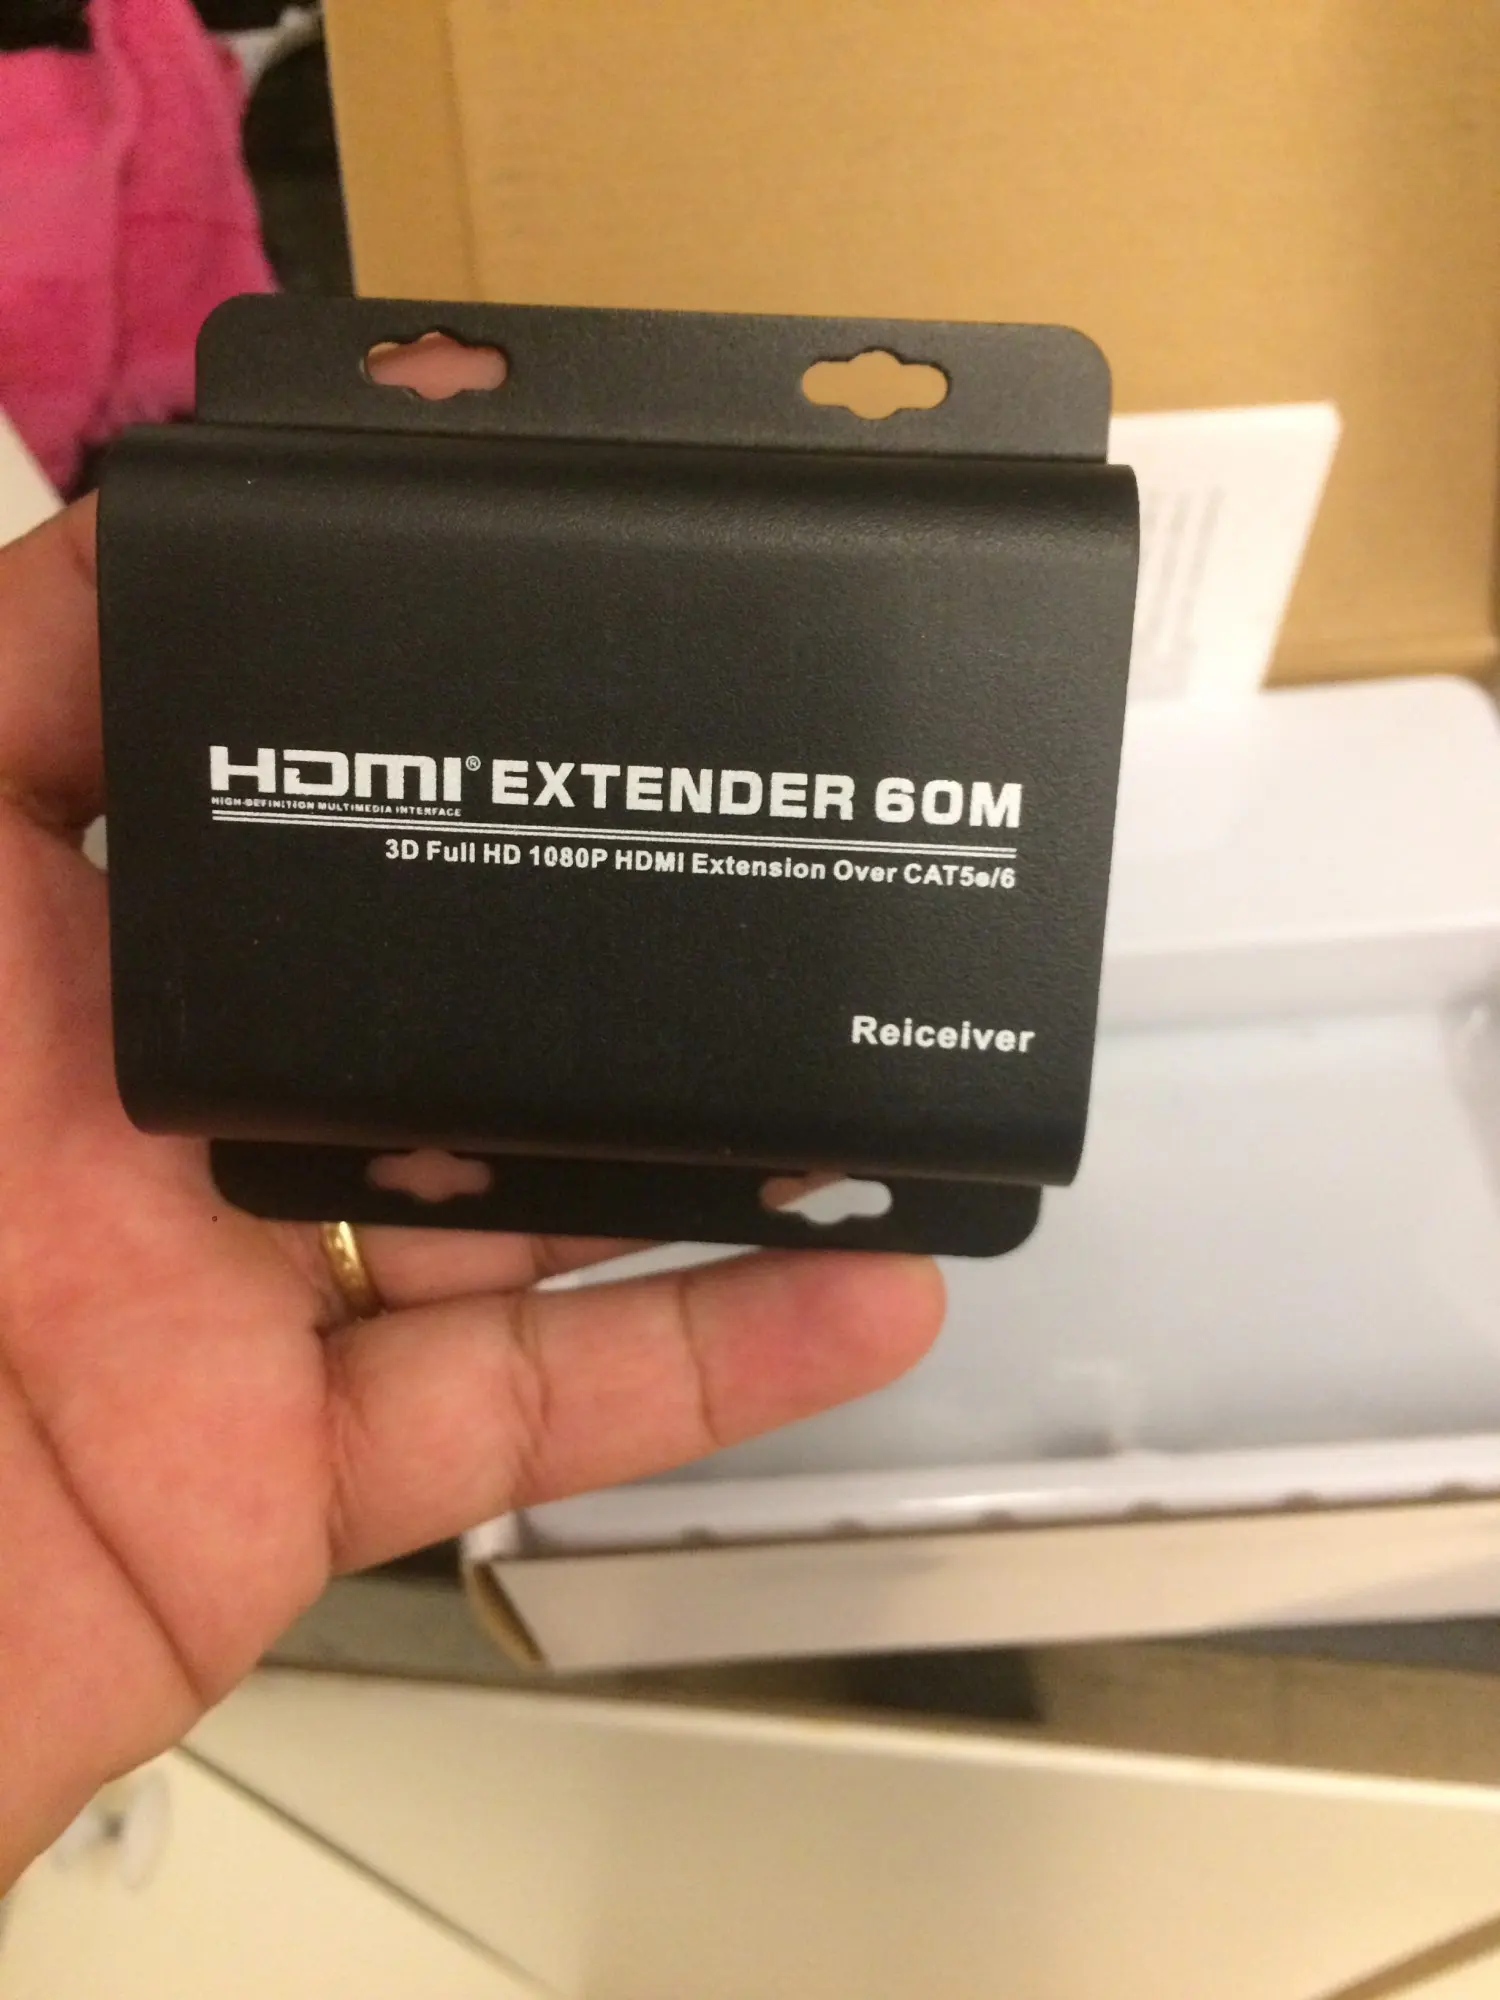 HDMI® EXTENDER 60M
HIGH-DEFINITION MULTIMEDIA INTERFACE
3D Full HD 1080P HDMI Extension Over CAT5e/6
Reiceiver